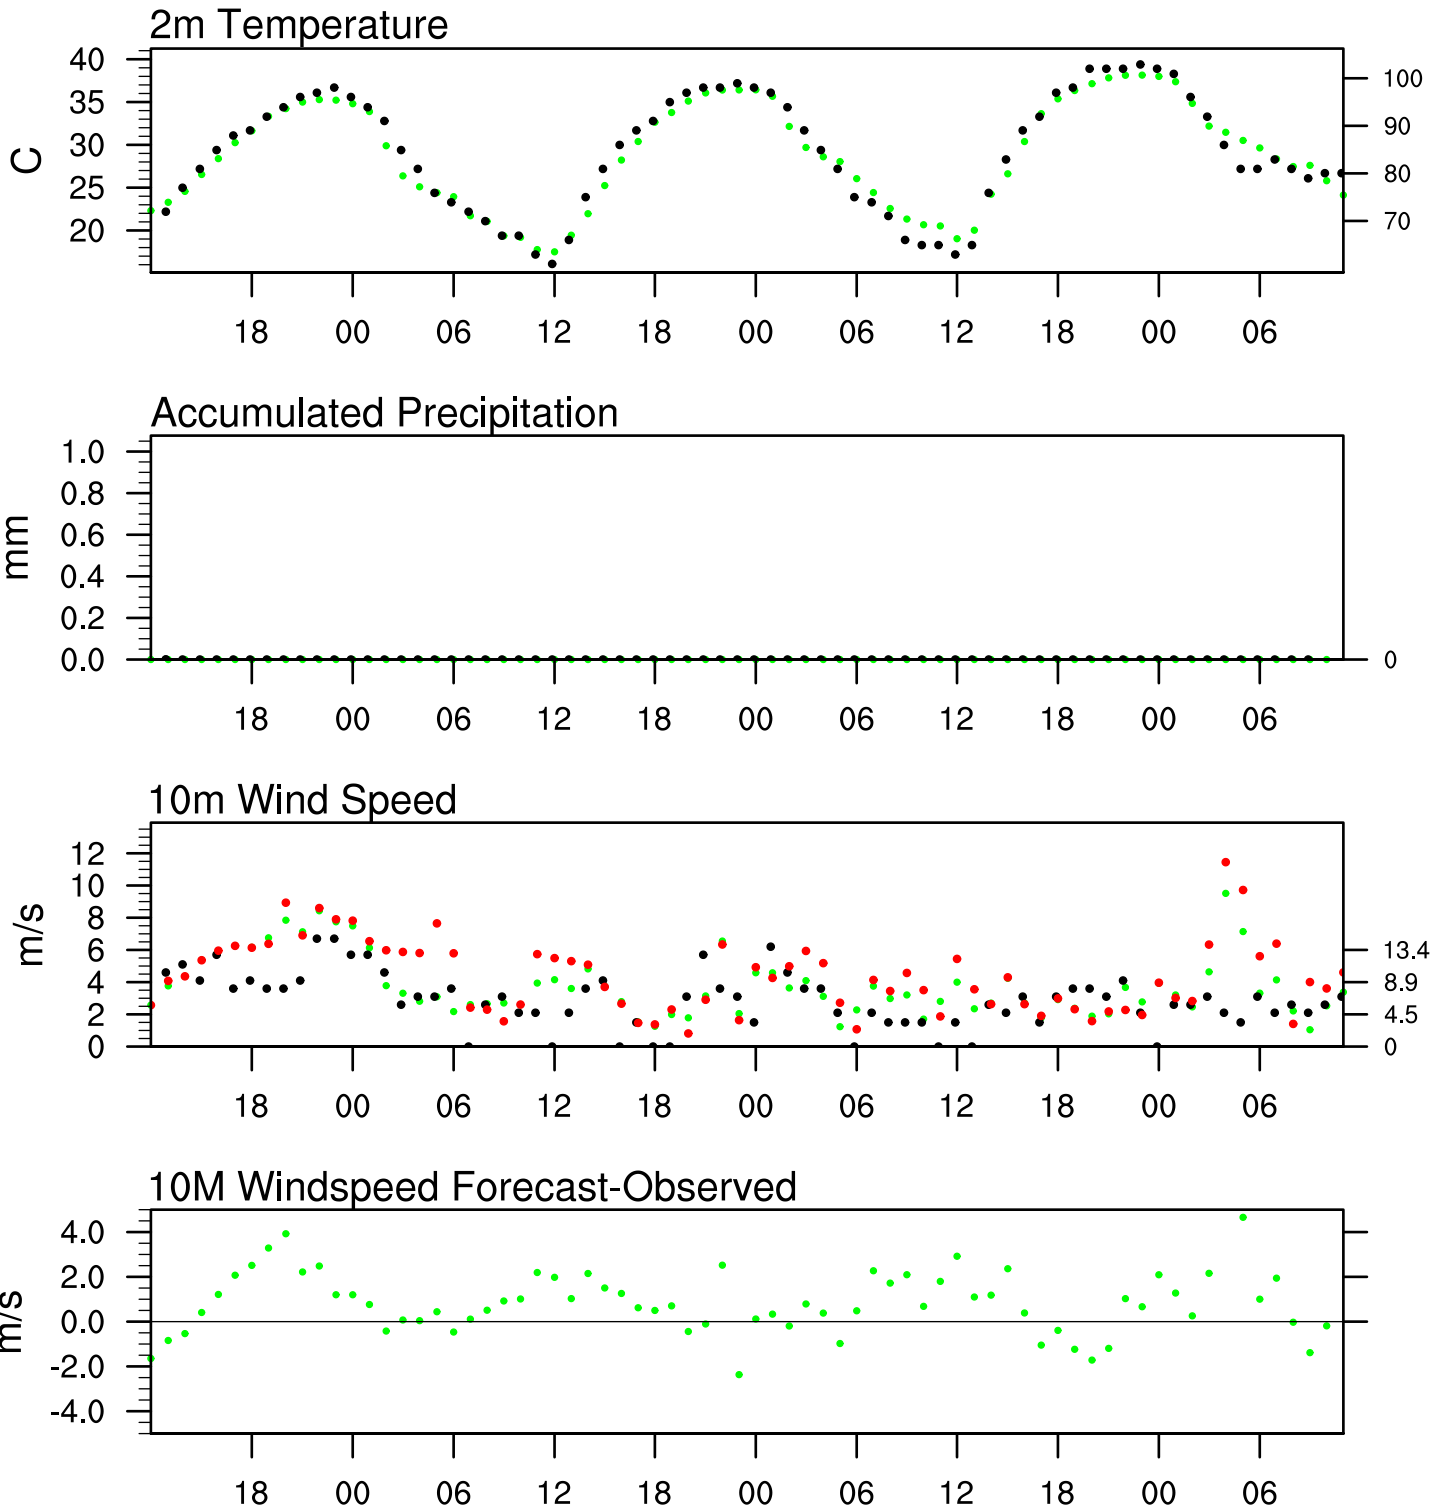 2m Temperature
40
35
30
25
20
C
100
90
80
70
18 00 06 12 18 00 06 12 18 00 06
Accumulated Precipitation
1.0
0.8
0.6
0.4
0.2
0.0
mm
0
18 00 06 12 18 00 06 12 18 00 06
10m Wind Speed
12
10
8
6
4
2
0
m/s
13.4
8.9
4.5
0
18 00 06 12 18 00 06 12 18 00 06
10M Windspeed Forecast-Observed
4.0
2.0
0.0
-2.0
-4.0
m/s
18 00 06 12 18 00 06 12 18 00 06